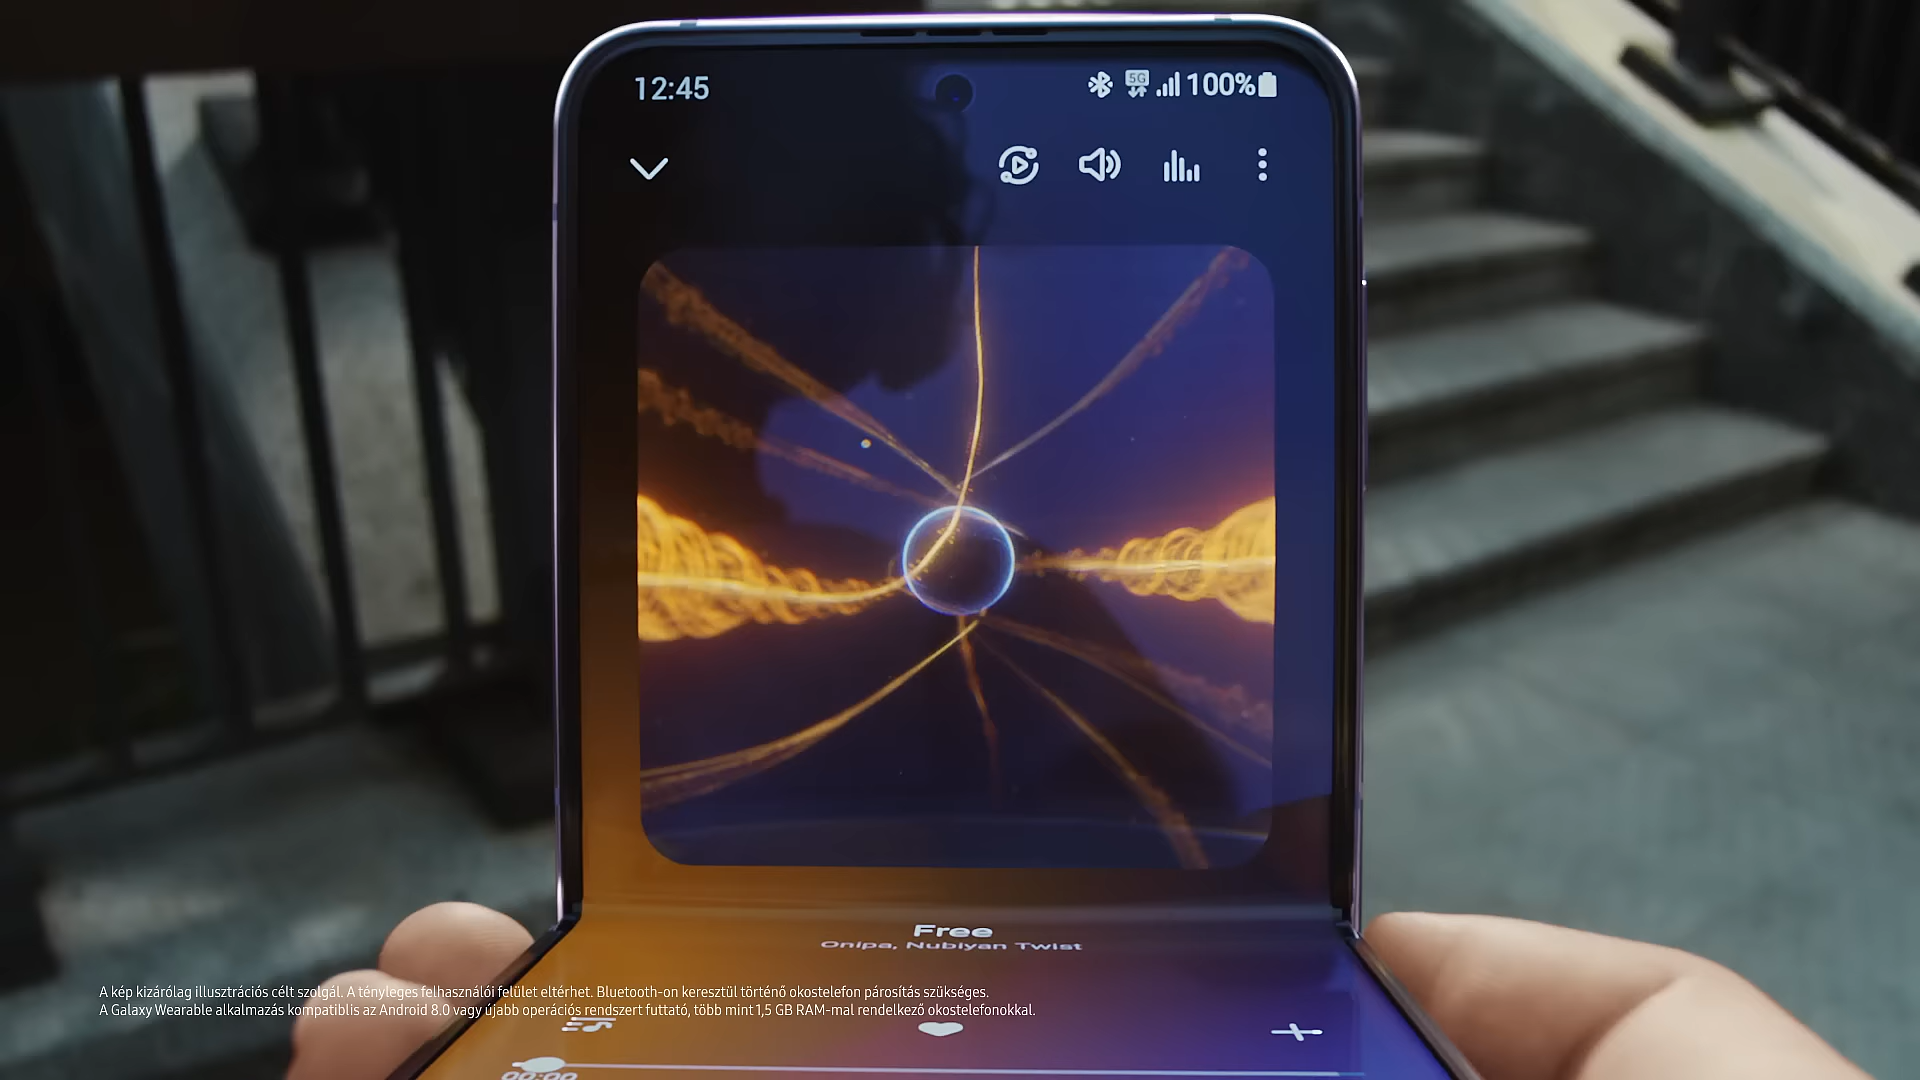 12:45
5G
100%
Free
Onipa, Nubiyan Twist
A kép kizárólag illusztrációs célt szolgál. A tényleges felhasználói felület eltérhet. Bluetooth-on keresztül történő okostelefon párosítás szükséges.
A Galaxy Wearable alkalmazás kompatiblis az Android 8.0 vagy újabb operációs rendszert futtató, több mint 1,5 GB RAM-mal rendelkező okostelefonokkal.
00:00